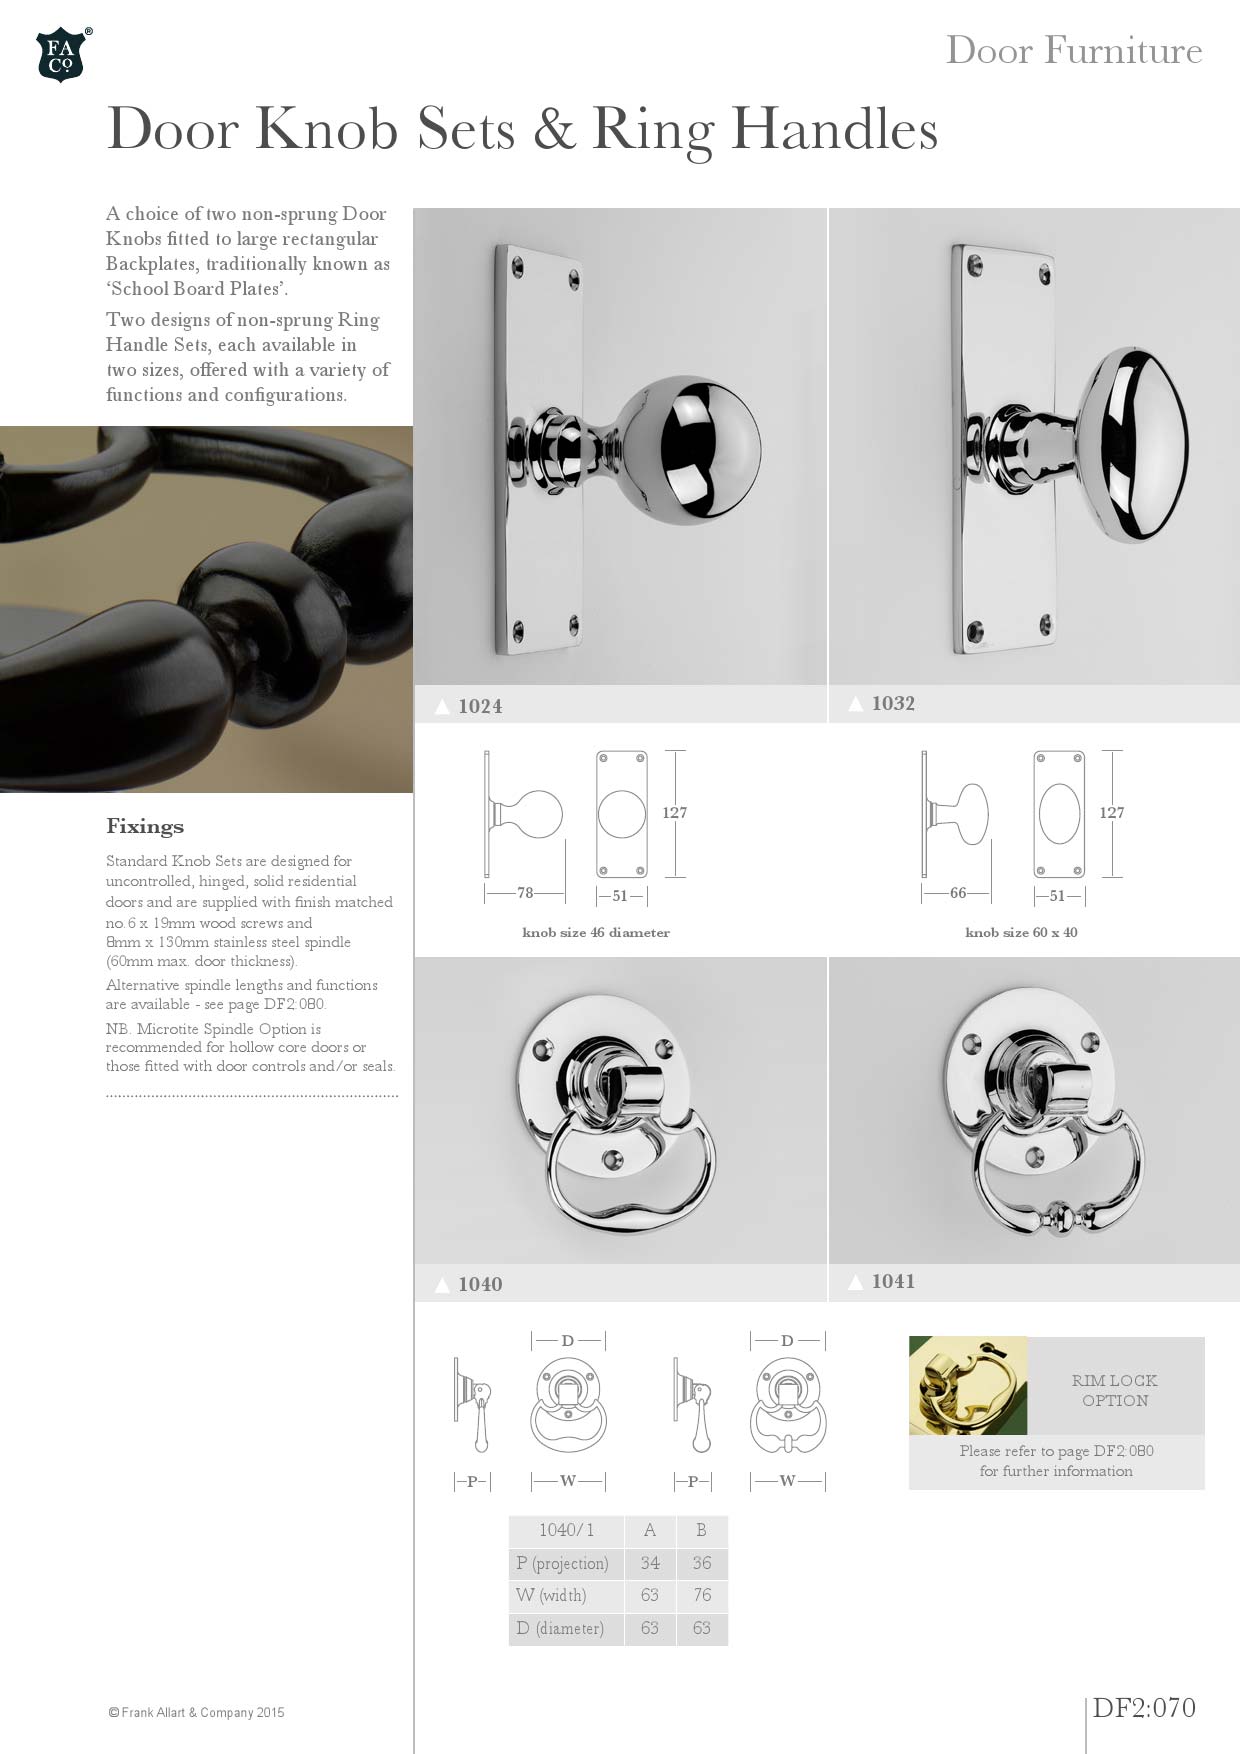 FA
Co.
®
Door Furniture
Door Knob Sets & Ring Handles
A choice of two non-sprung Door
Knobs fitted to large rectangular
Backplates, traditionally known as
‘School Board Plates’.
Two designs of non-sprung Ring
Handle Sets, each available in
two sizes, offered with a variety of
functions and configurations.
1024
1032
127
78
51
knob size 46 diameter
127
66
51
knob size 60 x 40
Fixings
Standard Knob Sets are designed for
uncontrolled, hinged, solid residential
doors and are supplied with finish matched
no.6 x 19mm wood screws and
8mm x 130mm stainless steel spindle
(60mm max. door thickness).
Alternative spindle lengths and functions
are available - see page DF2:080.
NB. Microtite Spindle Option is
recommended for hollow core doors or
those fitted with door controls and/or seals.
1040
1041
D
D
P
W
P
W
RIM LOCK
OPTION
Please refer to page DF2:080
for further information
1040/1 A B
P (projection) 34 36
W (width) 63 76
D (diameter) 63 63
© Frank Allart & Company 2015
DF2:070